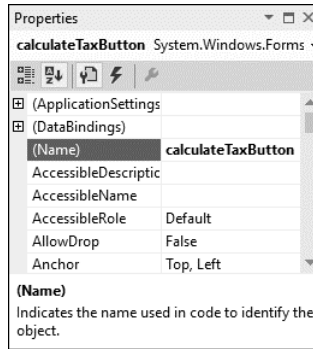 Properties
calculateTaxButton System.Windows.Forms
(ApplicationSettings
(DataBindings)
(Name) calculateTaxButton
AccessibleDescriptic
AccessibleName
AccessibleRole Default
AllowDrop False
Anchor Top, Left
(Name)
Indicates the name used in code to identify the
object.